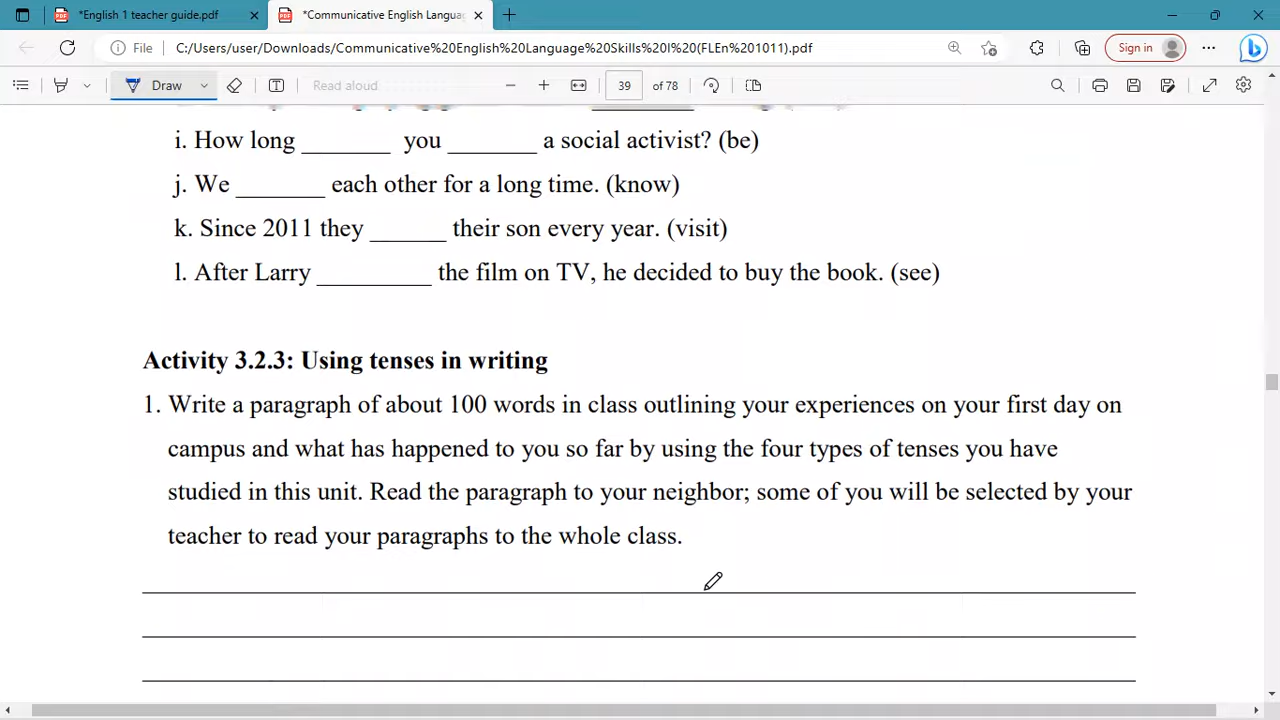 *English 1 teacher guide.pdf
*Communicative English Langua
File
C:/Users/user/Downloads/Communicative%20English%20Language%20Skills%20I%20(FLEn%201011).pdf
Sign in
Draw
Read aloud
39
of 78
i. How long _______ you _______ a social activist? (be)
j. We _______ each other for a long time. (know)
k. Since 2011 they ______ their son every year. (visit)
l. After Larry _________ the film on TV, he decided to buy the book. (see)
Activity 3.2.3: Using tenses in writing
1. Write a paragraph of about 100 words in class outlining your experiences on your first day on
campus and what has happened to you so far by using the four types of tenses you have
studied in this unit. Read the paragraph to your neighbor; some of you will be selected by your
teacher to read your paragraphs to the whole class.